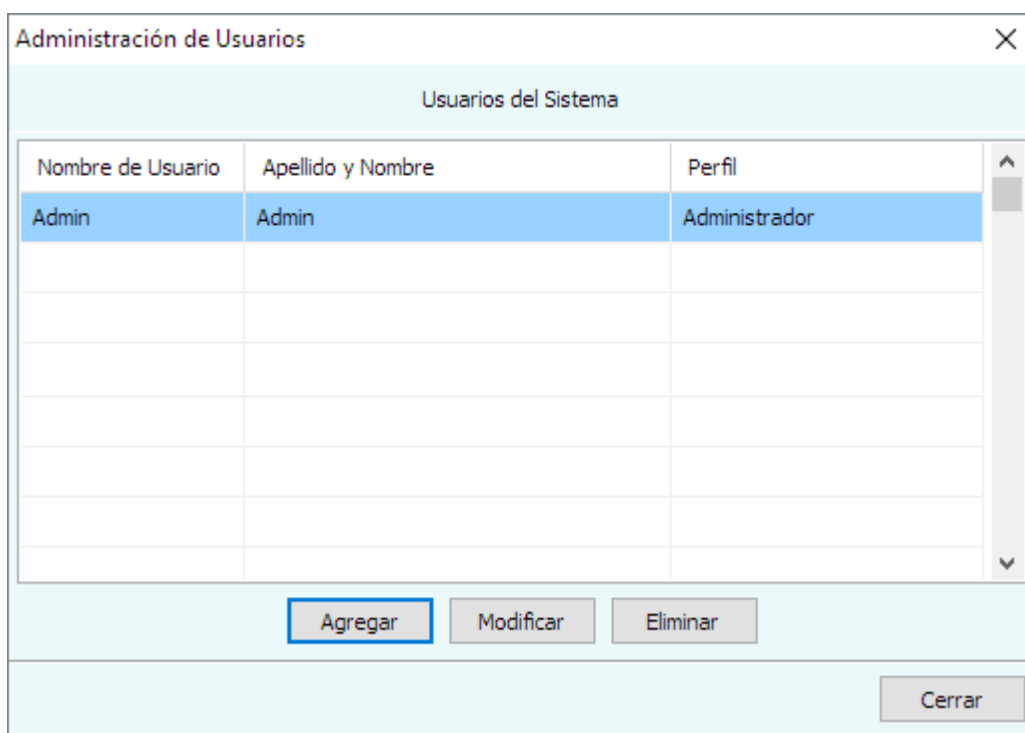 Administración de Usuarios
Usuarios del Sistema
Nombre de Usuario Apellido y Nombre Perfil
Admin Admin Administrador
Agregar Modificar Eliminar
Cerrar